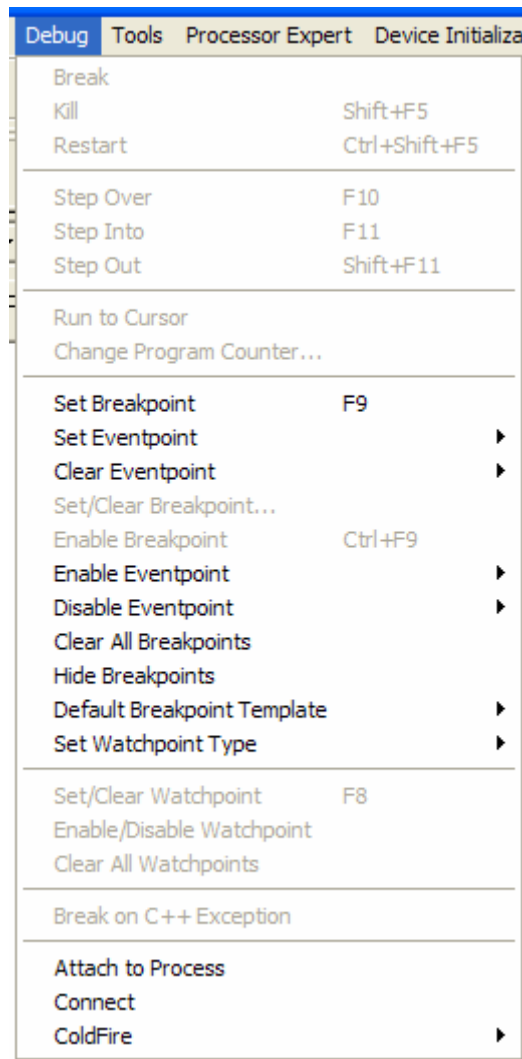 Debug Tools Processor Expert Device Initializa
Break
Kill Shift+F5
Restart Ctrl+Shift+F5
Step Over F10
Step Into F11
Step Out Shift+F11
Run to Cursor
Change Program Counter...
Set Breakpoint F9
Set Eventpoint
Clear Eventpoint
Set/Clear Breakpoint...
Enable Breakpoint Ctrl+F9
Enable Eventpoint
Disable Eventpoint
Clear All Breakpoints
Hide Breakpoints
Default Breakpoint Template
Set Watchpoint Type
Set/Clear Watchpoint F8
Enable/Disable Watchpoint
Clear All Watchpoints
Break on C++ Exception
Attach to Process
Connect
ColdFire